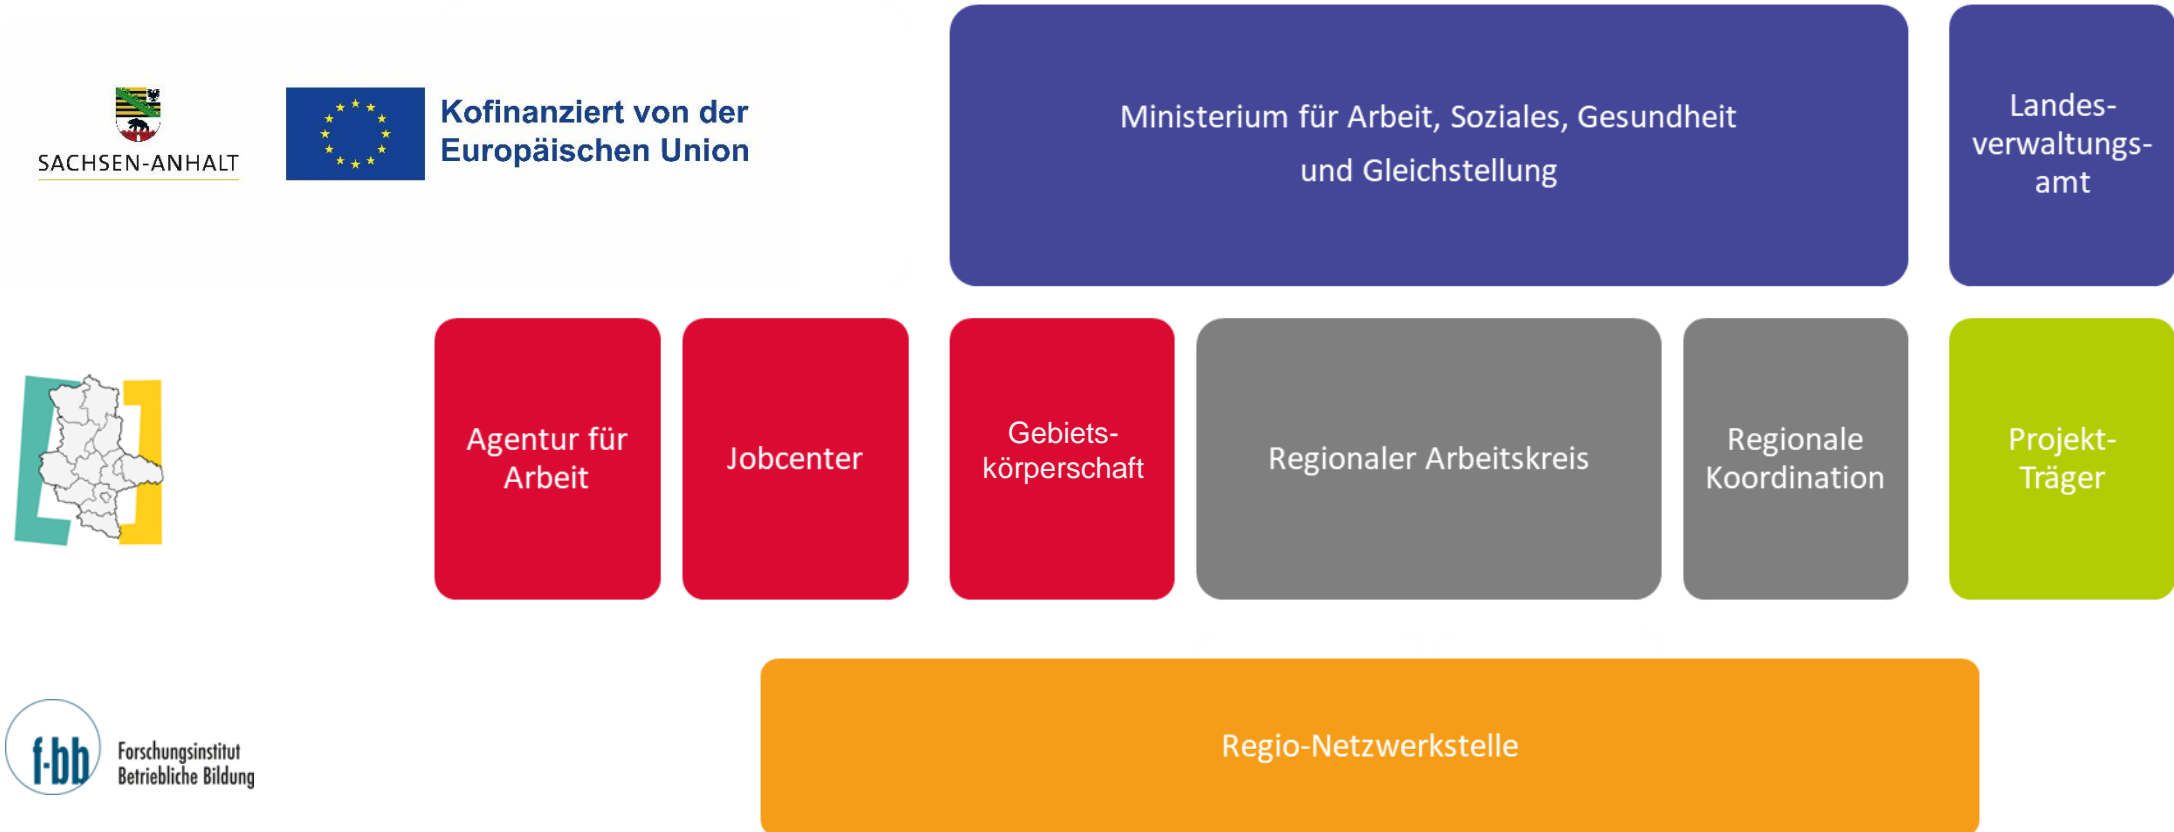 SACHSEN-ANHALT
Kofinanziert von der
Europäischen Union
Ministerium für Arbeit, Soziales, Gesundheit
und Gleichstellung
Landes-
verwaltungs-
amt
Agentur für
Arbeit
Jobcenter
Gebiets-
körperschaft
Regionaler Arbeitskreis
Regionale
Koordination
Projekt-
Träger
f-bb
Forschungsinstitut
Betriebliche Bildung
Regio-Netzwerkstelle